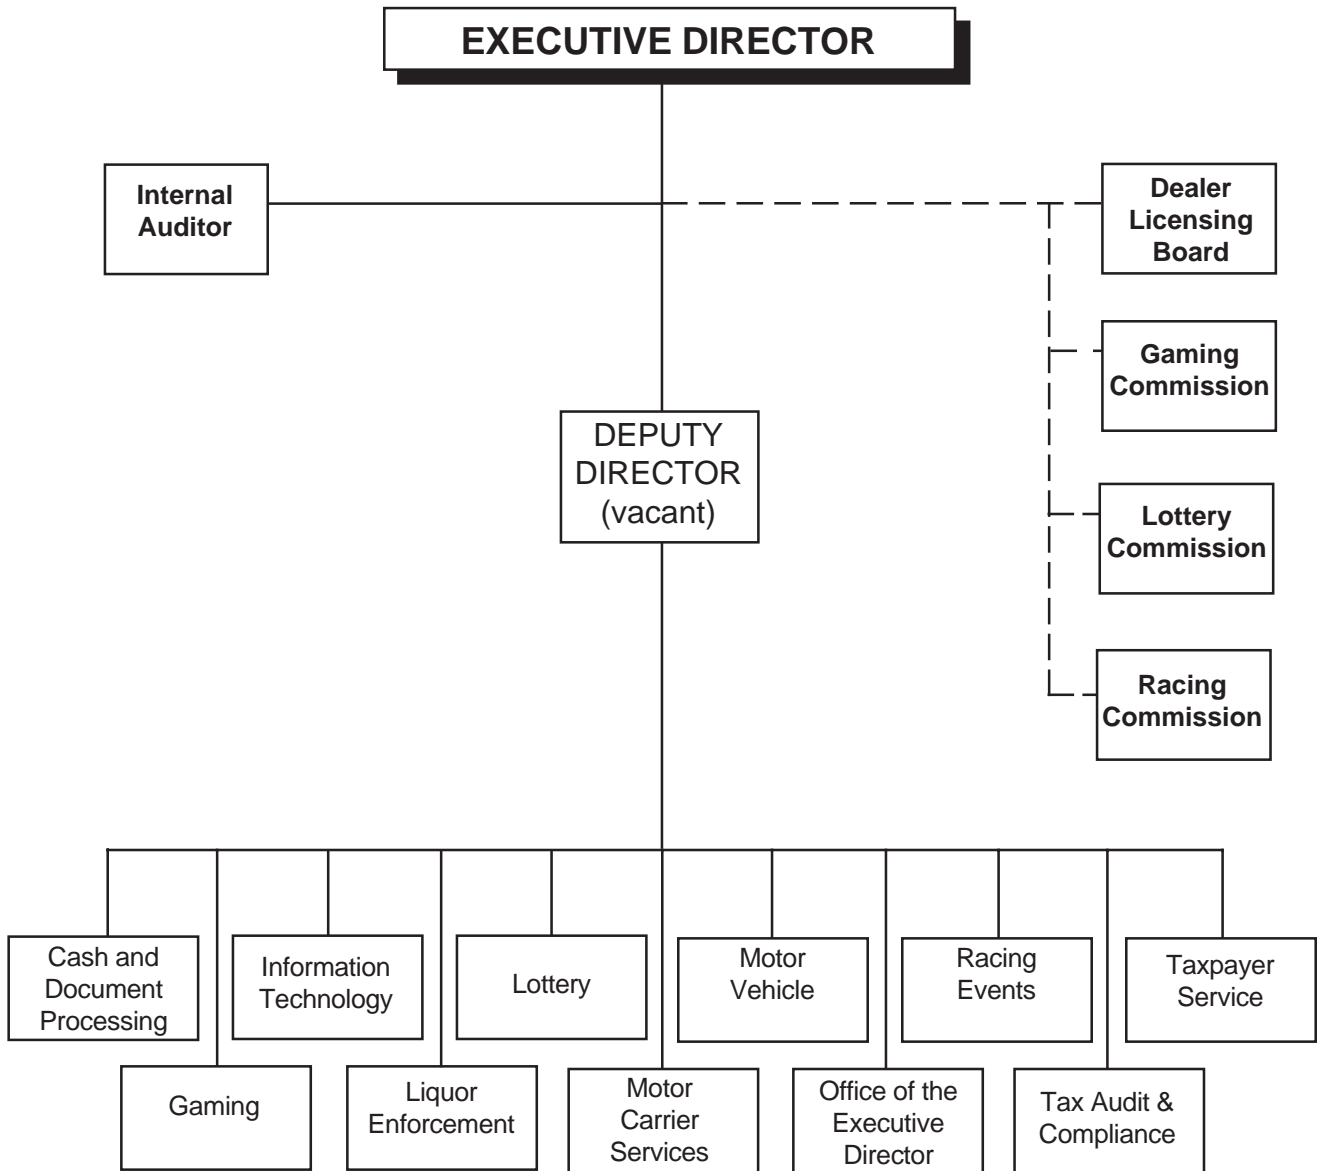 EXECUTIVE DIRECTOR
Internal
Auditor
Dealer
Licensing
Board
Gaming
Commission
DEPUTY
DIRECTOR
(vacant)
Lottery
Commission
Racing
Commission
Cash and
Document
Processing
Information
Technology
Lottery
Motor
Vehicle
Racing
Events
Taxpayer
Service
Gaming
Liquor
Enforcement
Motor
Carrier
Services
Office of the
Executive
Director
Tax Audit &
Compliance